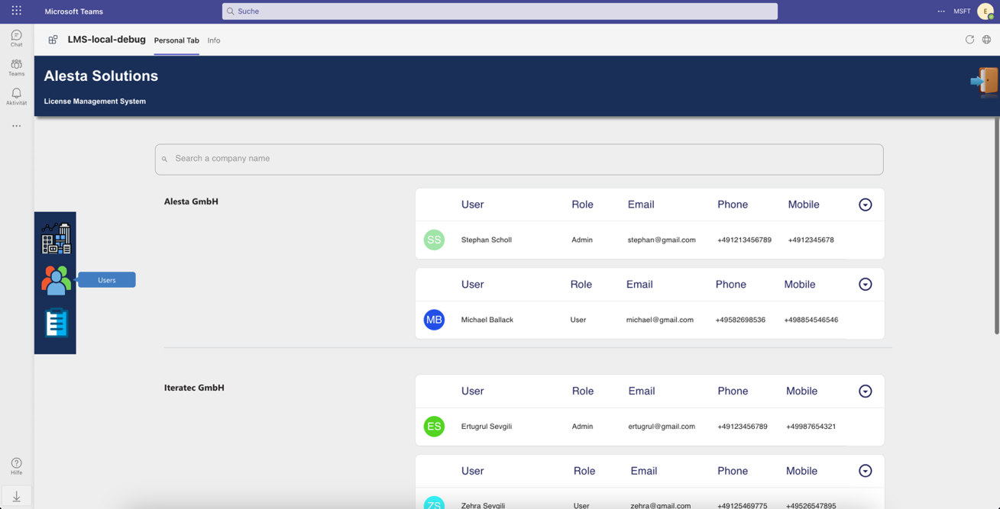 Microsoft Teams
Suche
MSFT
E
Chat
Teams
Aktivität
Hilfe
LMS-local-debug Personal Tab Info
Alesta Solutions
License Management System
Search a company name
Users
Alesta GmbH
User Role Email Phone Mobile
SS Stephan Scholl Admin stephan@gmail.com +491213456789 +4912345678
User Role Email Phone Mobile
MB Michael Ballack User michael@gmail.com +49582698536 +498854546546
Iteratec GmbH
User Role Email Phone Mobile
ES Ertugrul Sevgili Admin ertugrul@gmail.com +49123456789 +49987654321
User Role Email Phone Mobile
ZS Zehra Sevgili User zehra@gmail.com +49125469775 +49526547895